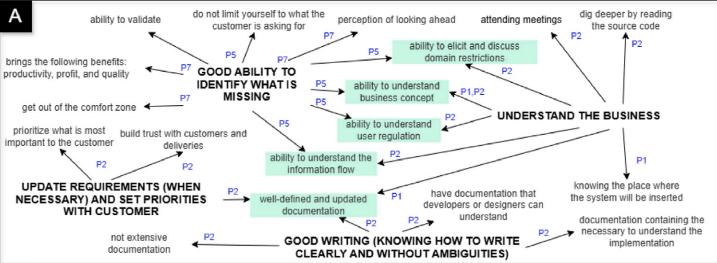 A
ability to validate
do not limit yourself to what the
customer is asking for
perception of looking ahead
attending meetings
dig deeper by reading
the source code
P7
P5
P7
P7
P5
P2
P2
ability to elicit and discuss
domain restrictions
brings the following benefits:
productivity, profit, and quality
P7
GOOD ABILITY TO
IDENTIFY WHAT IS
MISSING
P2
P5
ability to understand
business concept
P1,P2
get out of the comfort zone
P7
P5
UNDERSTAND THE BUSINESS
ability to understand
user regulation
P2
prioritize what is most
important to the customer
build trust with customers and
deliveries
P5
P2
P2
ability to understand the
information flow
P2
P1
UPDATE REQUIREMENTS (WHEN
NECESSARY) AND SET PRIORITIES
WITH CUSTOMER
P2
well-defined and updated
documentation
P1
have documentation that
developers or designers can
understand
knowing the place where
the system will be inserted
P2
P2
not extensive
documentation
P2
GOOD WRITING (KNOWING HOW TO WRITE
CLEARLY AND WITHOUT AMBIGUITIES)
P2
documentation containing the
necessary to understand the
implementation